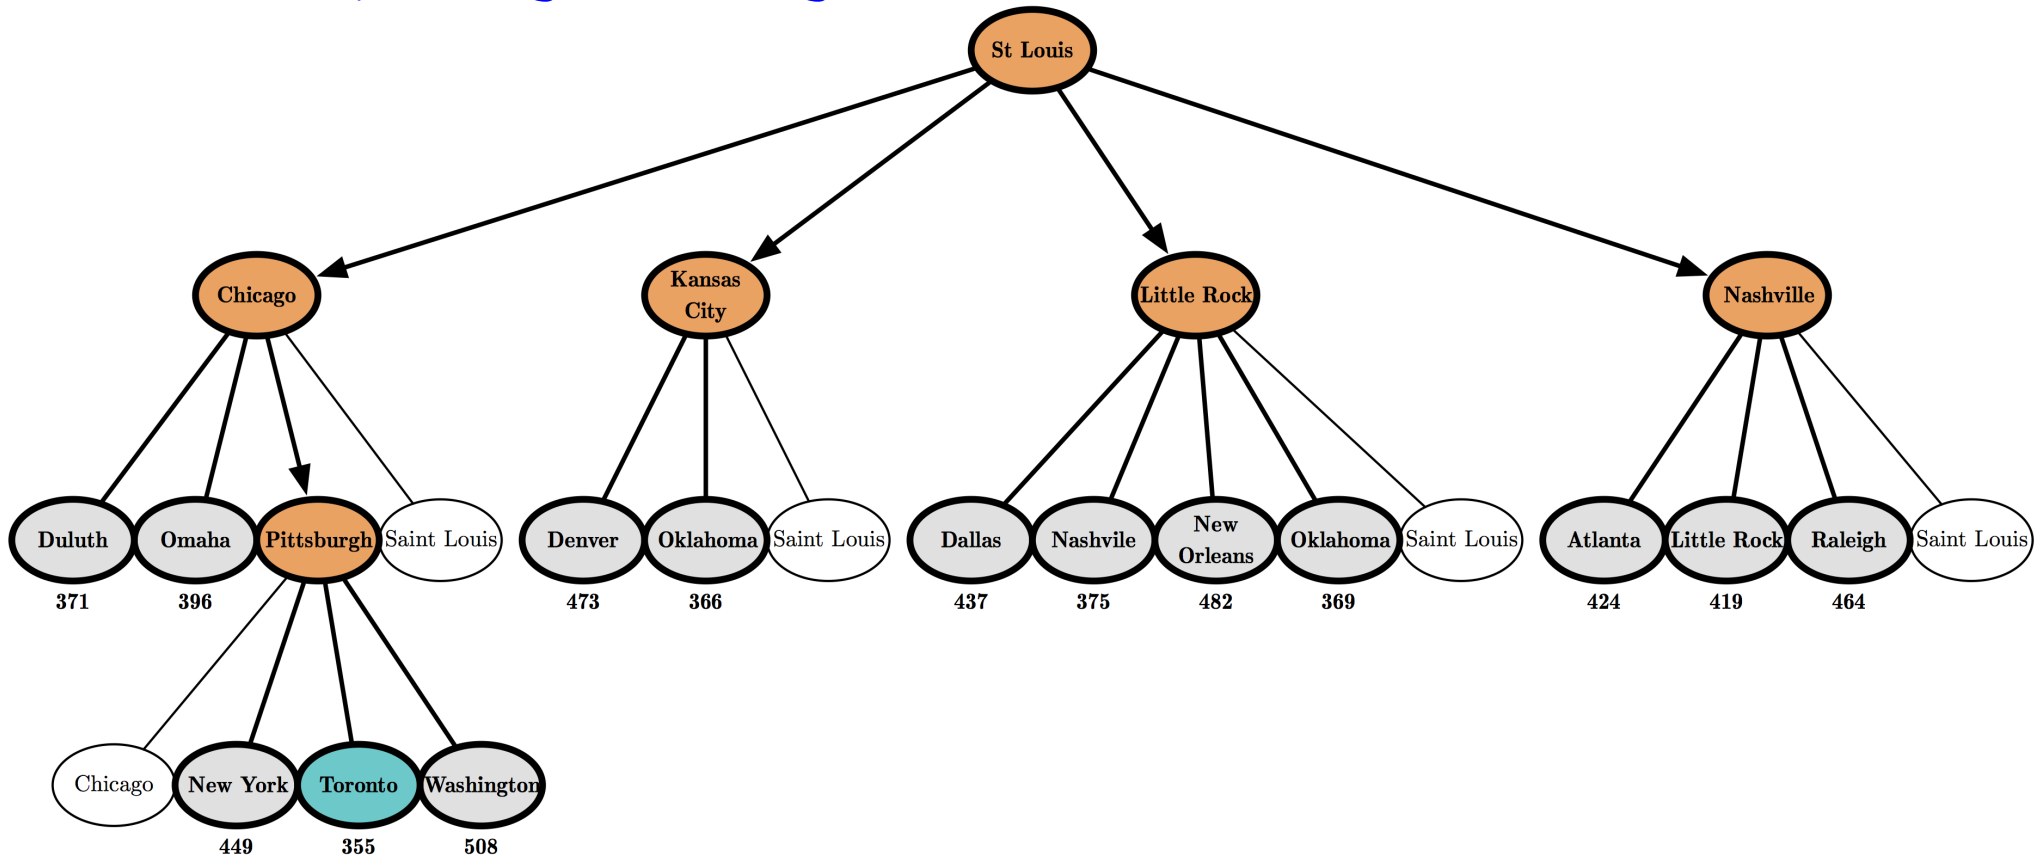 St Louis
Chicago
Kansas
City
Little Rock
Nashville
Duluth
Omaha
Pittsburgh
Saint Louis
Denver
Oklahoma
Saint Louis
Dallas
Nashvile
New
Orleans
Oklahoma
Saint Louis
Atlanta
Little Rock
Raleigh
Saint Louis
371
396
473
366
437
375
482
369
424
419
464
Chicago
New York
Toronto
Washington
449
355
508